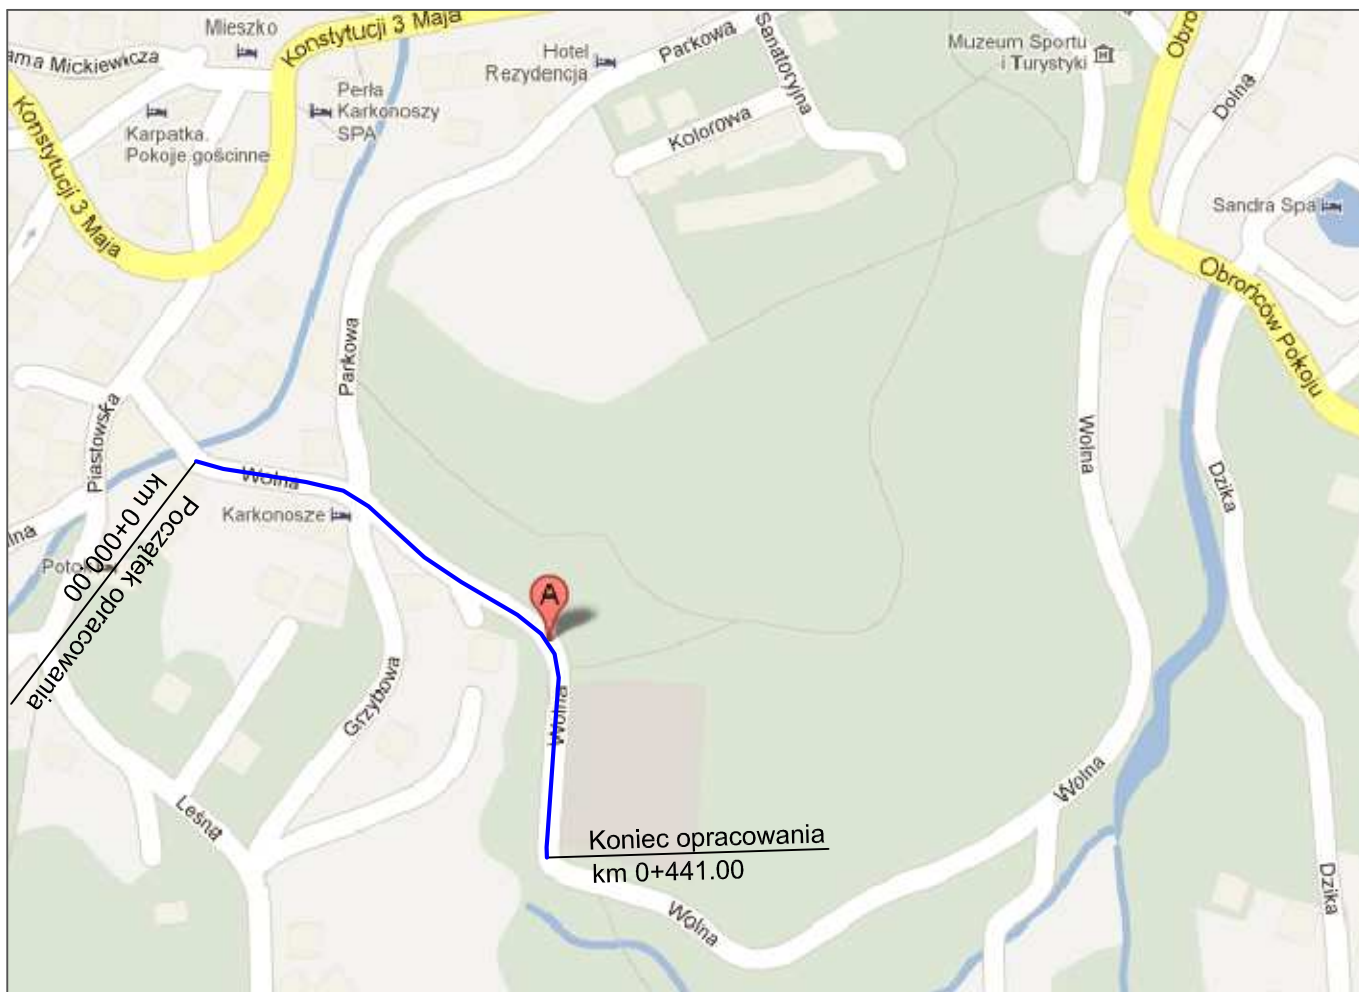 Mieszko
Konstytucji 3 Maja
ama Mickiewicza
Hotel
Rezydencja
Parkowa
Sanatoryjna
Muzeum Sportu
i Turystyki
Obro
Dolna
Perła
Karkonoszy
SPA
Karpatka.
Pokoje gościnne
Kolorowa
Konstytucji 3 Maja
Sandra Spa
Obrońców Pokoju
Parkowa
Piastowska
Wolna
Wolna
Dzika
Karkonosze
lna
Potok
km 0+000.00
Początek opracowania
A
Grzybowa
Wolna
Leśna
Wolna
Koniec opracowania
km 0+441.00
Wolna
Dzika